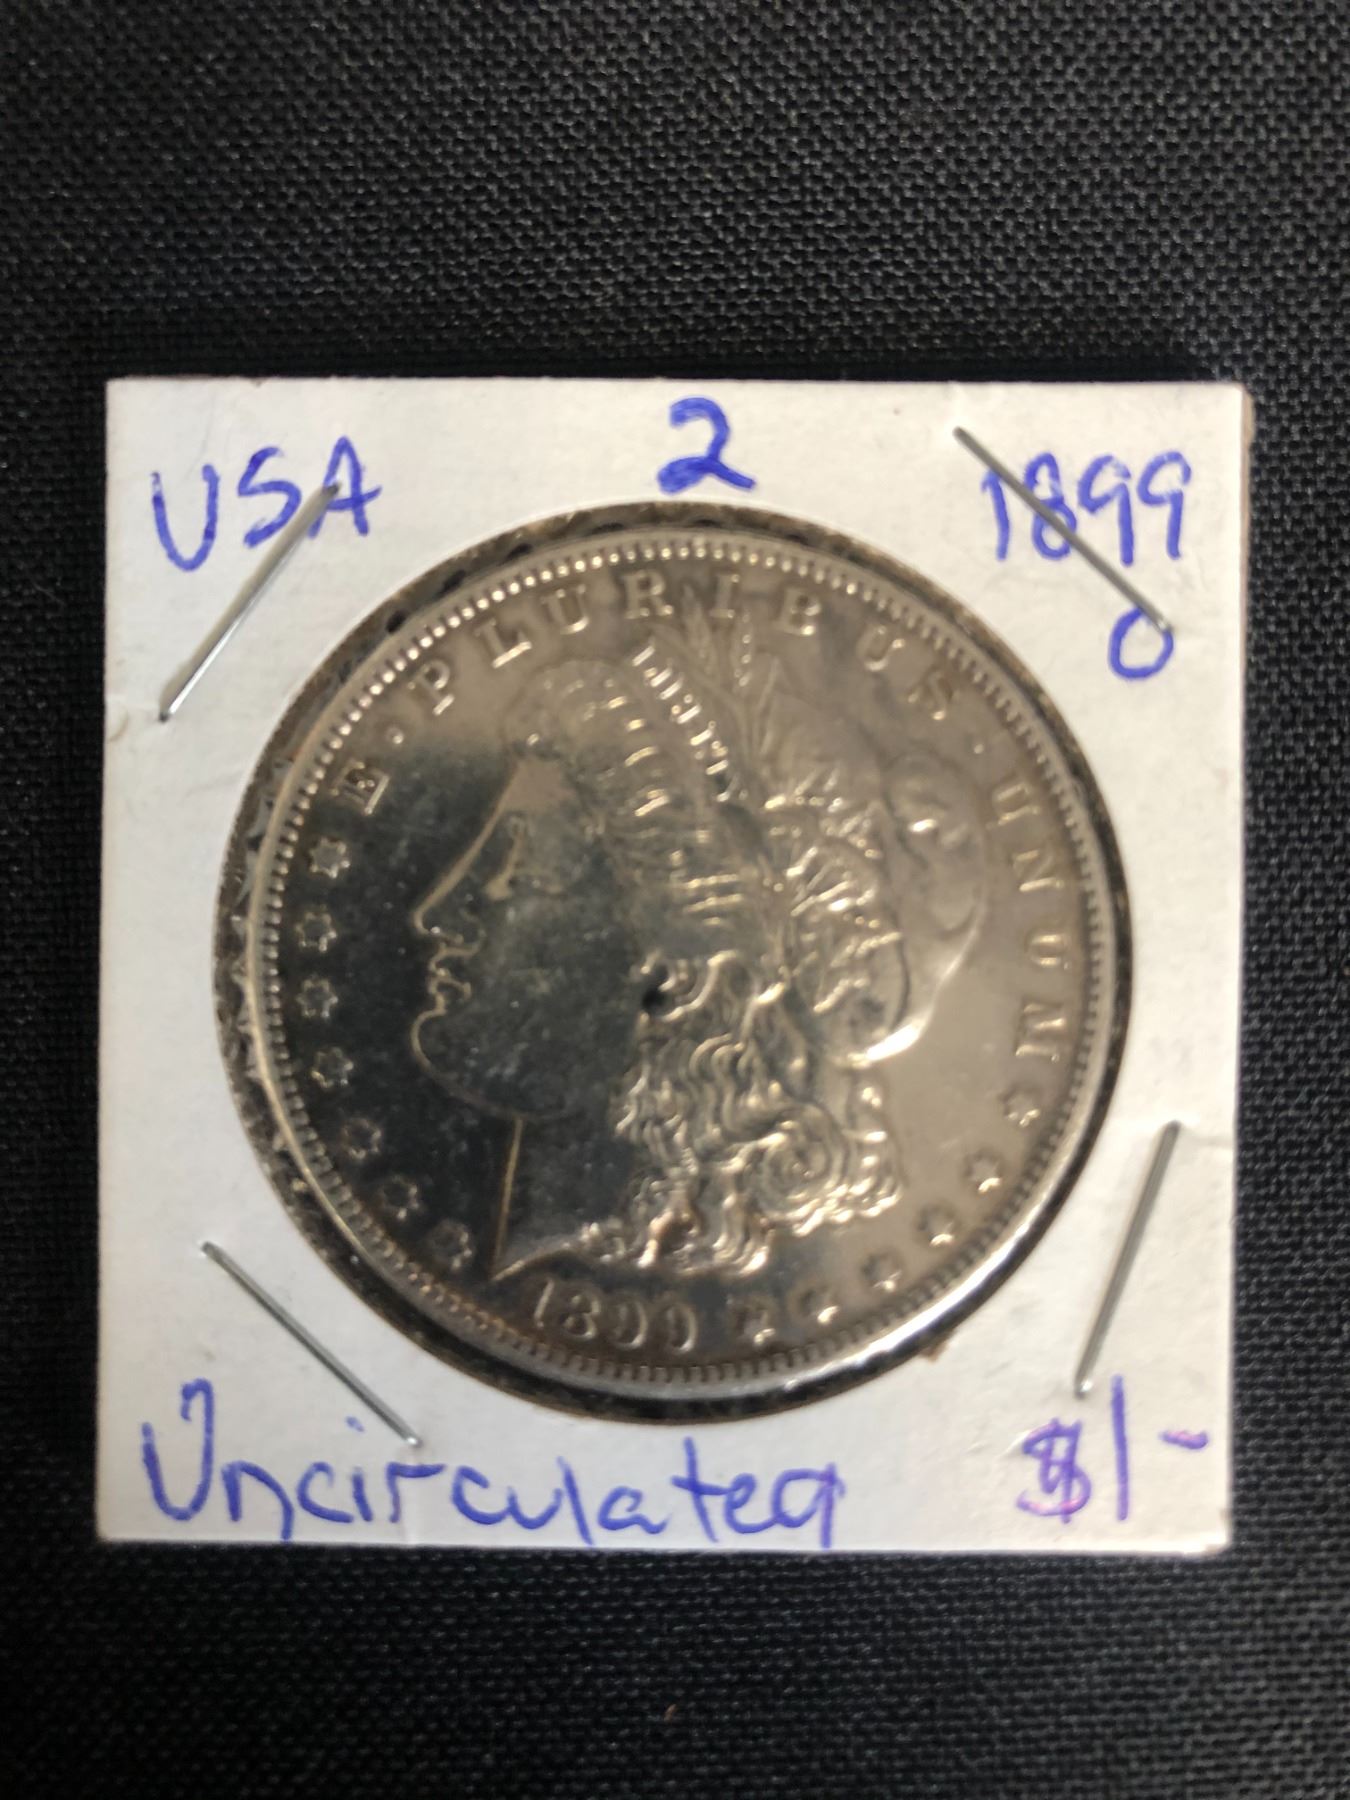 2
USA
1899
O
E·PLURIBUS·UNUM
LIBERTY
1899
Uncirculated
$1-